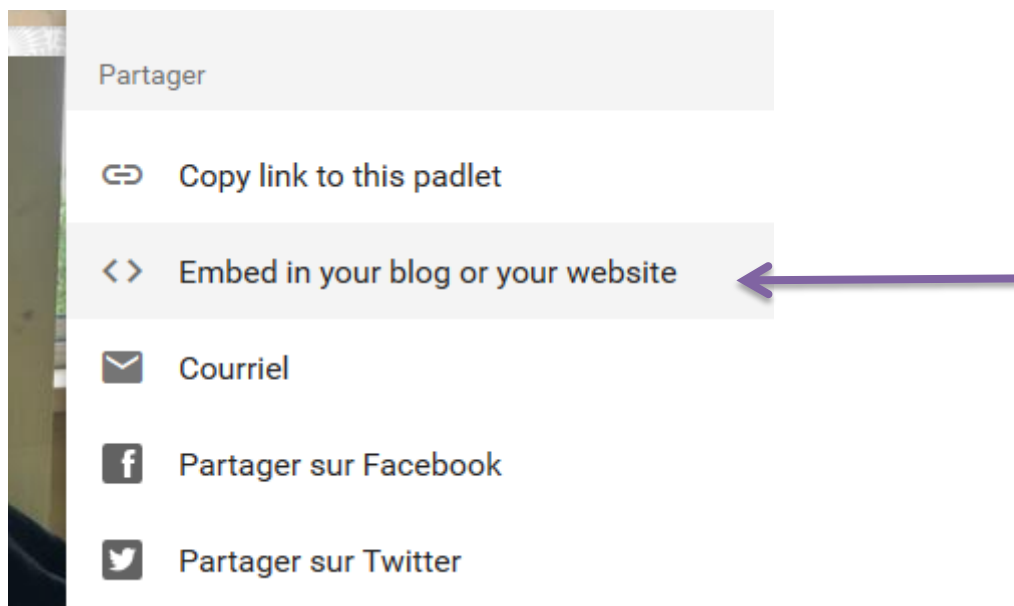 Partager
Copy link to this padlet
Embed in your blog or your website
Courriel
Partager sur Facebook
Partager sur Twitter